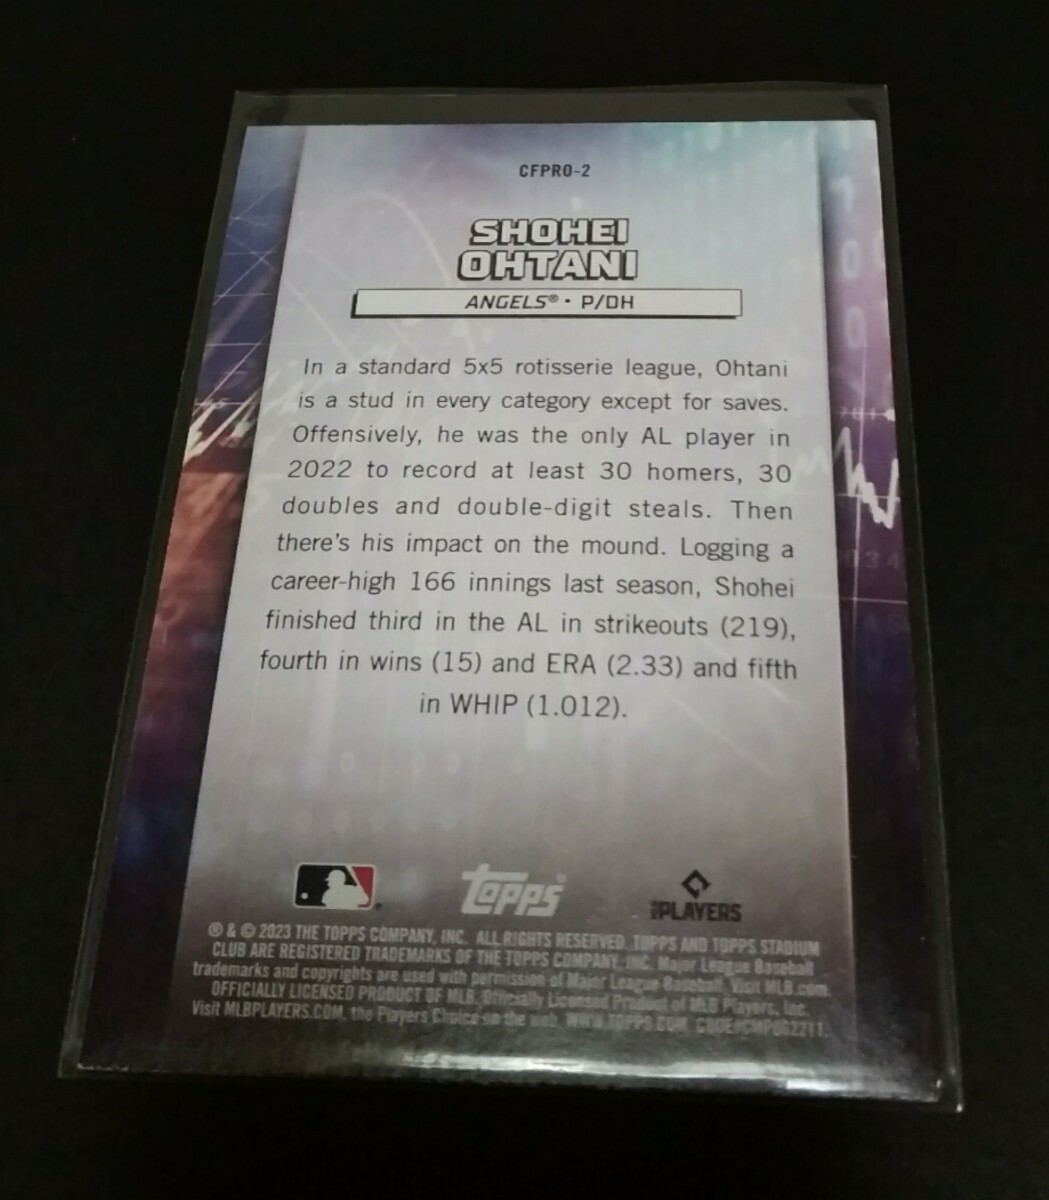 CFPRO-2
SHOHEI
OHTANI
ANGELS® • P/DH
In a standard 5x5 rotisserie league, Ohtani
is a stud in every category except for saves.
Offensively, he was the only AL player in
2022 to record at least 30 homers, 30
doubles and double-digit steals. Then
there's his impact on the mound. Logging a
career-high 166 innings last season, Shohei
finished third in the AL in strikeouts (219),
fourth in wins (15) and ERA (2.33) and fifth
in WHIP (1.012).
topps
PLAYERS
® & © 2023 THE TOPPS COMPANY, INC. ALL RIGHTS RESERVED. TOPPS AND TOPPS STADIUM
CLUB ARE REGISTERED TRADEMARKS OF THE TOPPS COMPANY, INC. Major League Baseball
trademarks and copyrights are used with permission of Major League Baseball. Visit MLB.com.
OFFICIALLY LICENSED PRODUCT OF MLB Officially Licensed Product of MLB Players, Inc.
Visit MLBPLAYERS.COM, the Players Choice on the web. WWW.TOPPS.COM